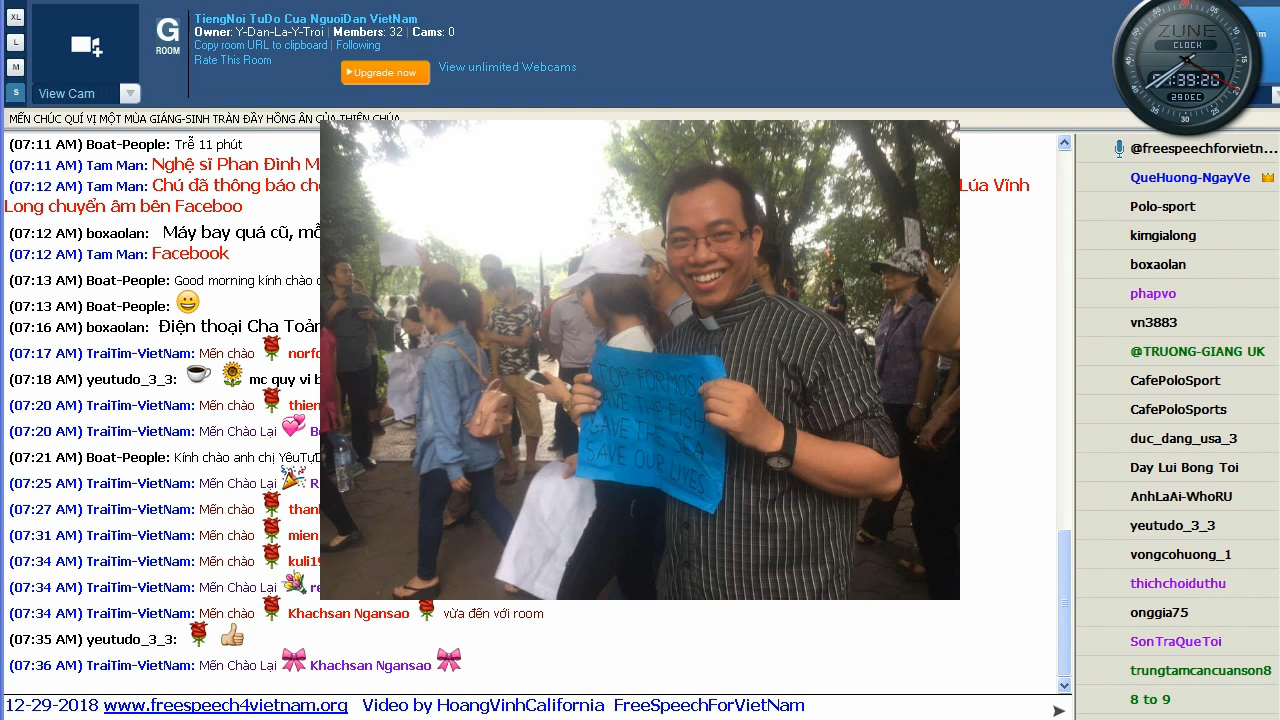 XL
L
M
S
View Cam
G
ROOM
TiengNoi TuDo Cua NguoiDan VietNam
Owner: Y-Dan-La-Y-Troi | Members: 32 | Cams: 0
Copy room URL to clipboard | Following
Rate This Room
Upgrade now
View unlimited Webcams
ZUNE
CLOCK
29DEC
MẾN CHÚC QUÍ VỊ MỘT MÙA GIÁNG-SINH TRÀN ĐẦY HỒNG ÂN CỦA THIÊN CHÚA
(07:11 AM) Boat-People: Trễ 11 phút
(07:11 AM) Tam Man: Nghệ sĩ Phan Đình M
(07:12 AM) Tam Man: Chú đã thông báo ch Lúa Vĩnh
Long chuyển âm bên Faceboo
(07:12 AM) boxaolan: Máy bay quá cũ, mỗ
(07:12 AM) Tam Man: Facebook
(07:13 AM) Boat-People: Good morning kính chào
(07:13 AM) Boat-People: 😀
(07:16 AM) boxaolan: Điện thoại Cha Toản
(07:17 AM) TraiTim-VietNam: Mến chào 🌹 norfo
(07:18 AM) yeutudo_3_3: ☕ 🌻 mc quy vi b
(07:20 AM) TraiTim-VietNam: Mến chào 🌹 thien
(07:20 AM) TraiTim-VietNam: Mến Chào Lại 💞 B
(07:21 AM) Boat-People: Kính chào anh chị YêuTựD
(07:25 AM) TraiTim-VietNam: Mến Chào Lại 🎉 R
(07:27 AM) TraiTim-VietNam: Mến chào 🌹 than
(07:31 AM) TraiTim-VietNam: Mến chào 🌹 mien
(07:34 AM) TraiTim-VietNam: Mến chào 🌹 kuli19
(07:34 AM) TraiTim-VietNam: Mến Chào Lại 💐 re
(07:34 AM) TraiTim-VietNam: Mến chào 🌹 Khachsan Ngansao 🌹 vừa đến với room
(07:35 AM) yeutudo_3_3: 🌹 👍
(07:36 AM) TraiTim-VietNam: Mến Chào Lại 🎀 Khachsan Ngansao 🎀
TOP FORMOSA
AVE THE FISH
SAVE THE SEA
SAVE OUR LIVES
@freespeechforvietn...
QueHuong-NgayVe
Polo-sport
kimgialong
boxaolan
phapvo
vn3883
@TRUONG-GIANG UK
CafePoloSport
CafePoloSports
duc_dang_usa_3
Day Lui Bong Toi
AnhLaAi-WhoRU
yeutudo_3_3
vongcohuong_1
thichchoiduthu
onggia75
SonTraQueToi
trungtamcancuanson8
8 to 9
12-29-2018 www.freespeech4vietnam.org Video by HoangVinhCalifornia FreeSpeechForVietNam